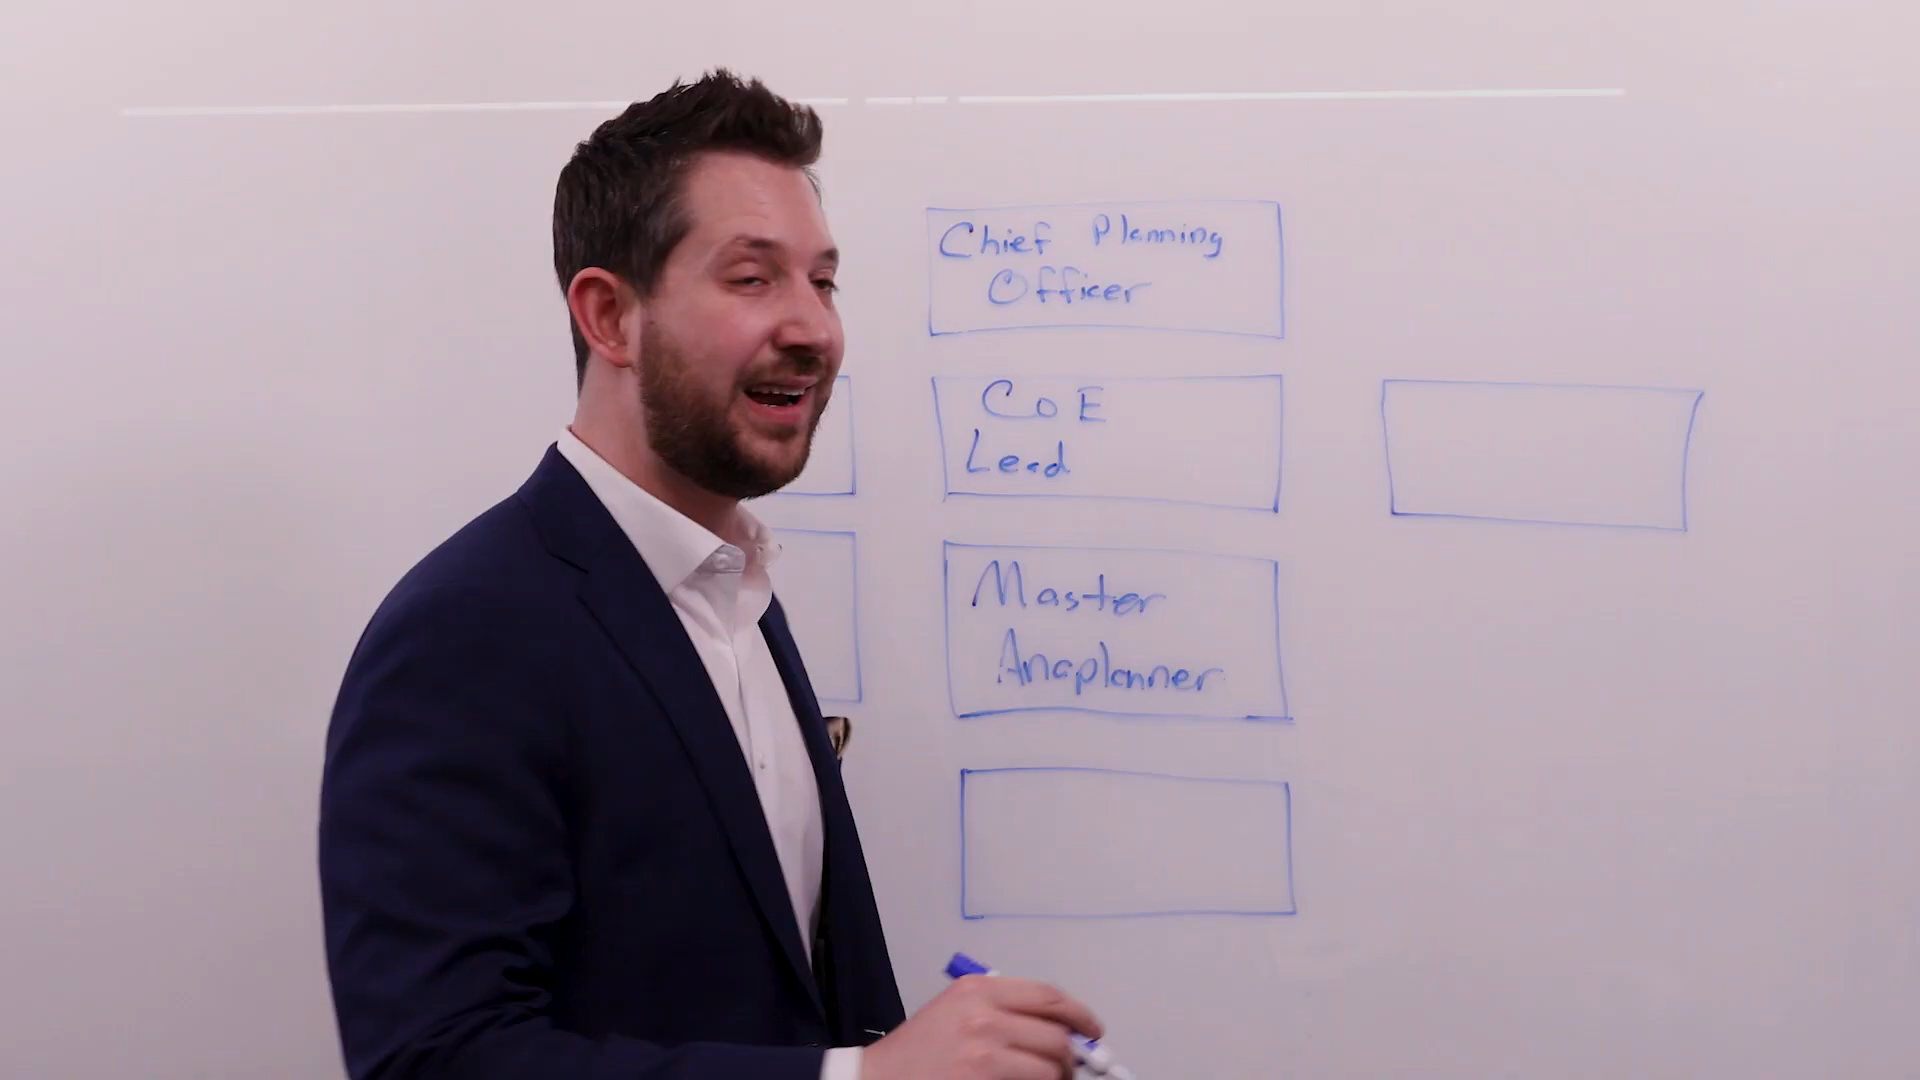 Chief Planning
Officer
CoE
Lead
Master
Anaplanner